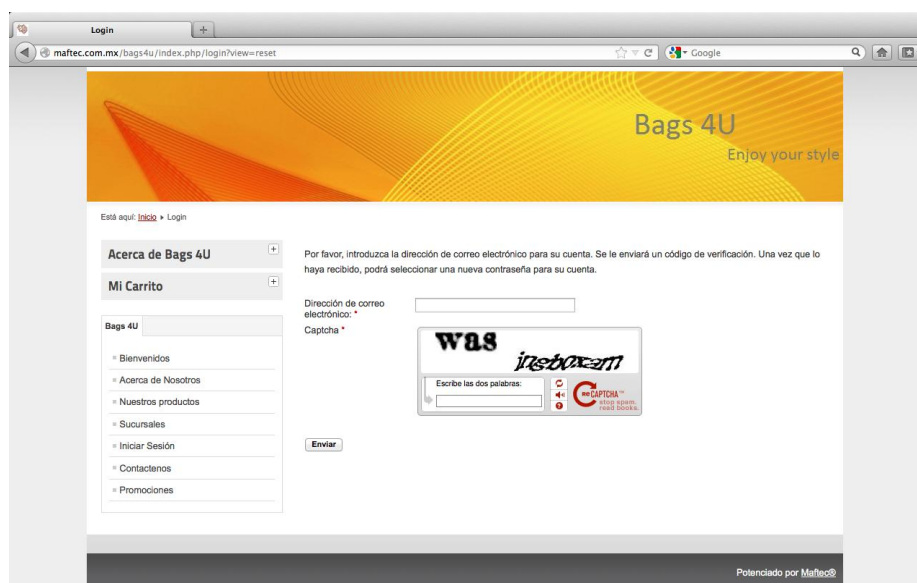 Login
maftec.com.mx/bags4u/index.php/login?view=reset
Google
Bags 4U
Enjoy your style
Está aquí: Inicio Login
Acerca de Bags 4U
Mi Carrito
Bags 4U
Bienvenidos
Acerca de Nosotros
Nuestros productos
Sucursales
Iniciar Sesión
Contactenos
Promociones
Por favor, introduzca la dirección de correo electrónico para su cuenta. Se le enviará un código de verificación. Una vez que lo
haya recibido, podrá seleccionar una nueva contraseña para su cuenta.
Dirección de correo
electrónico: *
Captcha *
Escribe las dos palabras:
reCAPTCHA™
stop spam.
read books.
Enviar
Potenciado por Maftec®